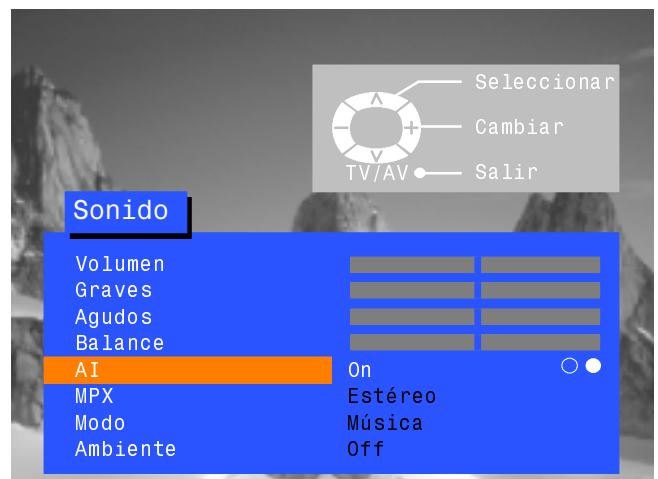 Seleccionar
Cambiar
TV/AV Salir
Sonido
Volumen
Graves
Agudos
Balance
AI On
MPX Estéreo
Modo Música
Ambiente Off